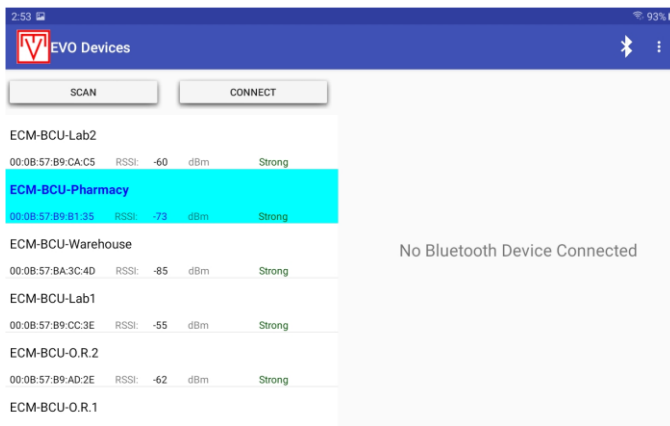 2:53 93%
EVO Devices
SCAN CONNECT
ECM-BCU-Lab2
00:0B:57:B9:CA:C5 RSSI: -60 dBm Strong
ECM-BCU-Pharmacy
00:0B:57:B9:B1:35 RSSI: -73 dBm Strong
ECM-BCU-Warehouse
00:0B:57:BA:3C:4D RSSI: -85 dBm Strong
ECM-BCU-Lab1
00:0B:57:B9:CC:3E RSSI: -55 dBm Strong
ECM-BCU-O.R.2
00:0B:57:B9:AD:2E RSSI: -62 dBm Strong
ECM-BCU-O.R.1
No Bluetooth Device Connected